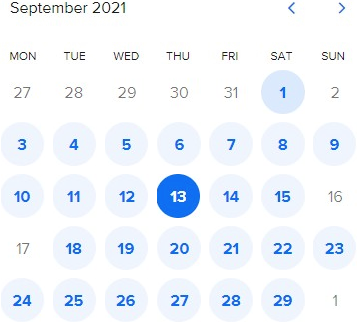 September 2021
MON TUE WED THU FRI SAT SUN
27 28 29 30 31 1 2
3 4 5 6 7 8 9
10 11 12 13 14 15 16
17 18 19 20 21 22 23
24 25 26 27 28 29 1